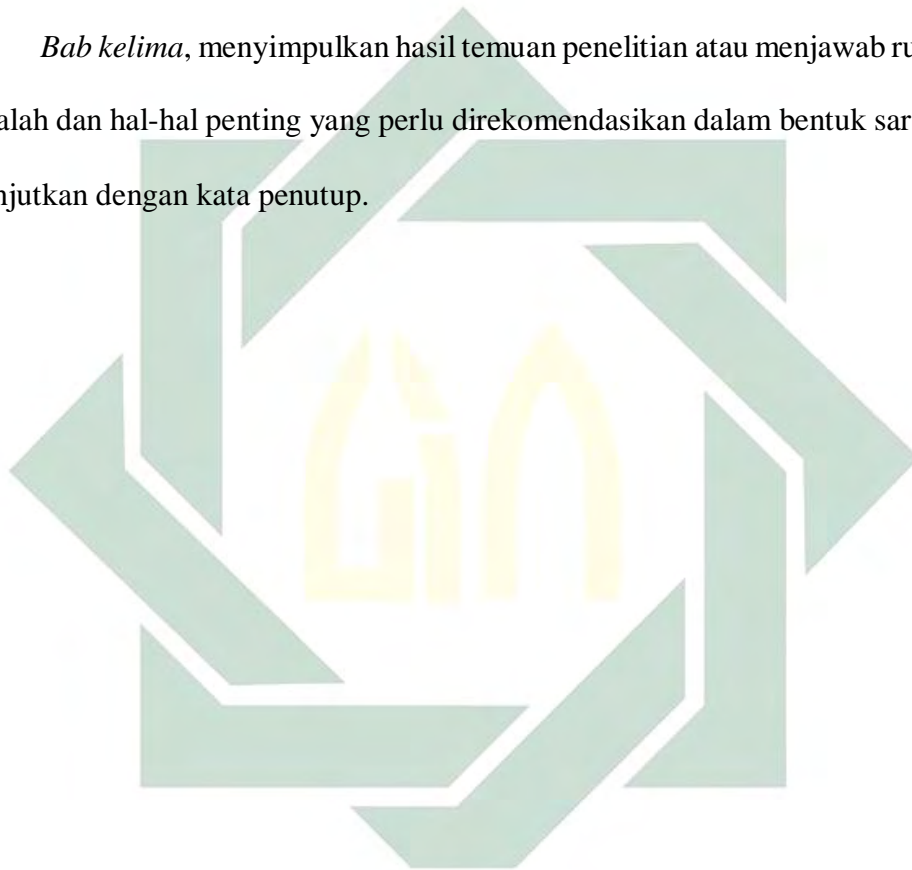 Bab kelima, menyimpulkan hasil temuan penelitian atau menjawab ru
alah dan hal-hal penting yang perlu direkomendasikan dalam bentuk sar
njutkan dengan kata penutup.
uin